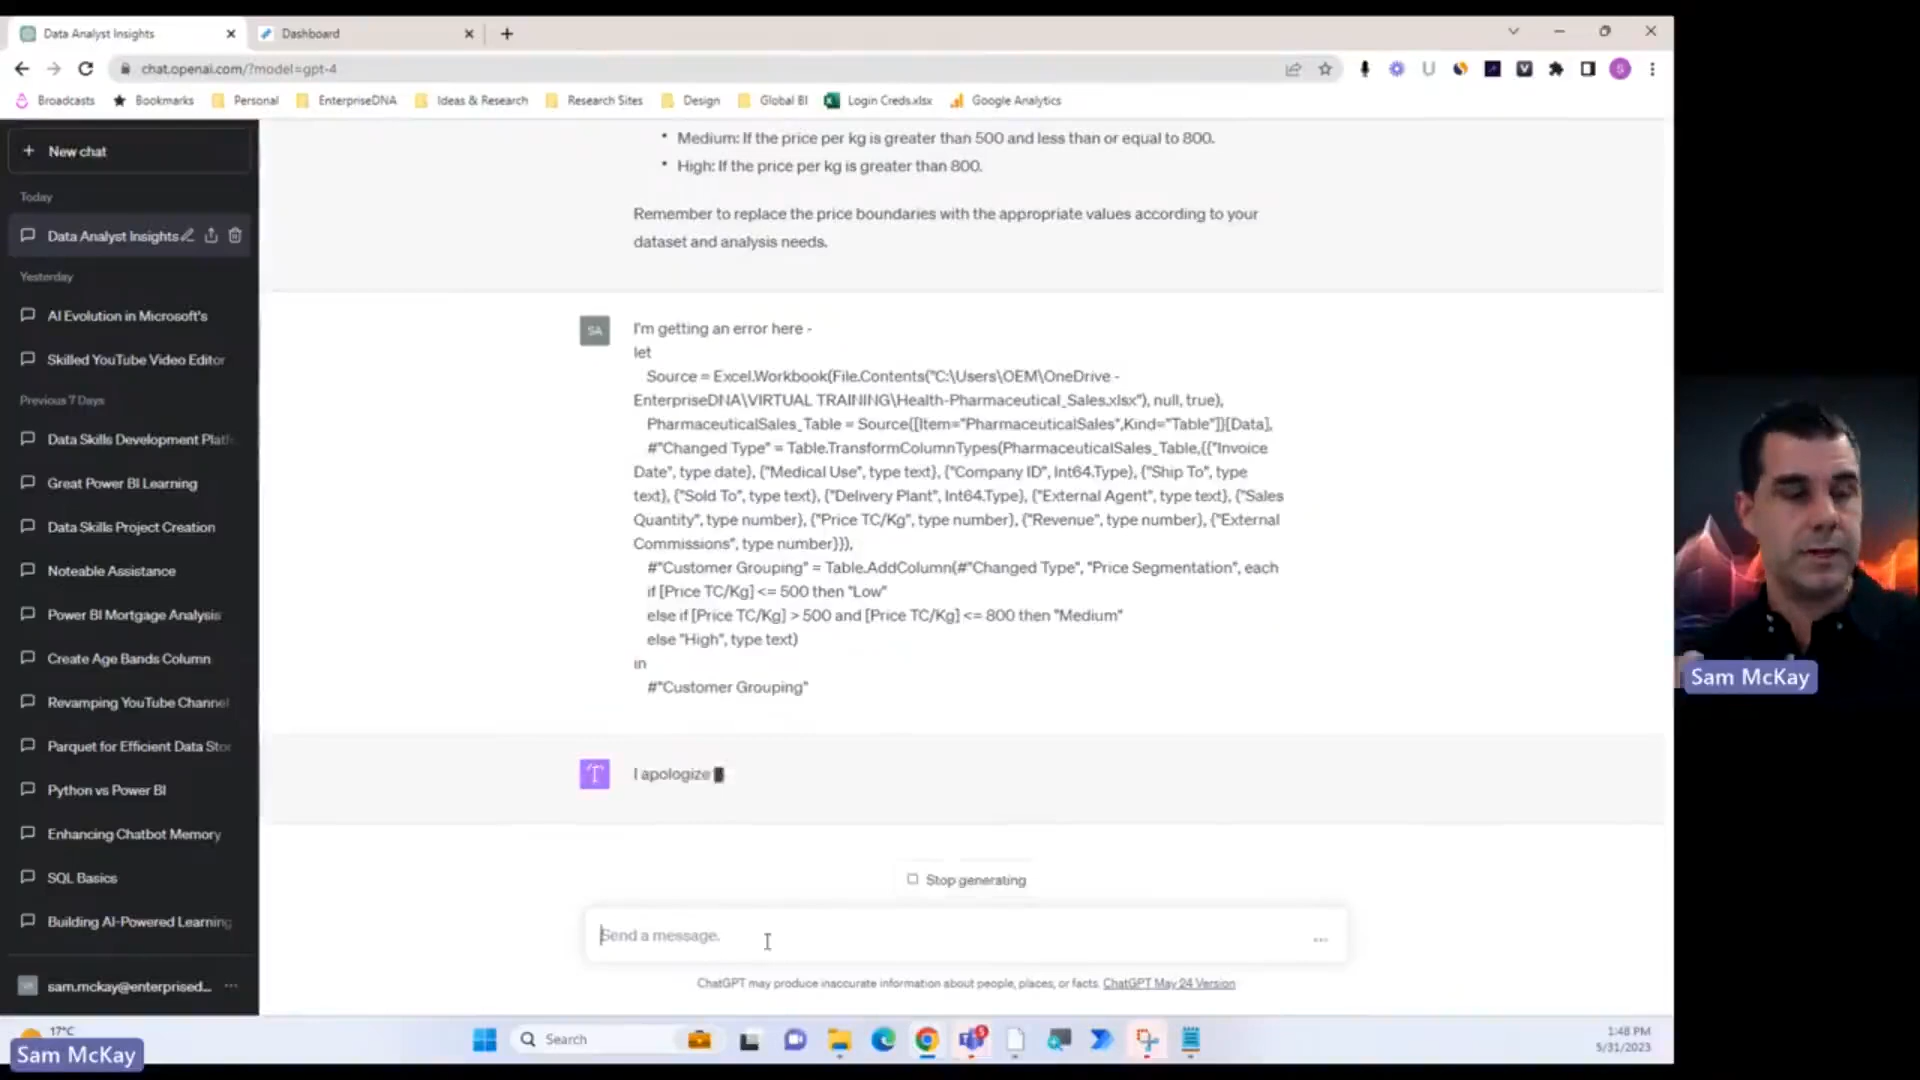 Data Analyst Insights
Dashboard
chat.openai.com/?model=gpt-4
Broadcasts
Bookmarks
Personal
EnterpriseDNA
Ideas & Research
Research Sites
Design
Global BI
Login Creds.xlsx
Google Analytics
New chat
Today
Data Analyst Insights
Yesterday
AI Evolution in Microsoft's
Skilled YouTube Video Editor
Previous 7 Days
Data Skills Development Platf
Great Power BI Learning
Data Skills Project Creation
Noteable Assistance
Power BI Mortgage Analysis
Create Age Bands Column
Revamping YouTube Channel
Parquet for Efficient Data Stor
Python vs Power BI
Enhancing Chatbot Memory
SQL Basics
Building AI-Powered Learning
sam.mckay@enterprised...
Medium: If the price per kg is greater than 500 and less than or equal to 800.
High: If the price per kg is greater than 800.
Remember to replace the price boundaries with the appropriate values according to your
dataset and analysis needs.
SA
I'm getting an error here -
let
Source = Excel.Workbook(File.Contents("C:\Users\OEM\OneDrive -
EnterpriseDNA\VIRTUAL TRAINING\Health-Pharmaceutical_Sales.xlsx"), null, true),
PharmaceuticalSales_Table = Source{[Item="PharmaceuticalSales",Kind="Table"]}[Data],
#"Changed Type" = Table.TransformColumnTypes(PharmaceuticalSales_Table,{{"Invoice
Date", type date}, {"Medical Use", type text}, {"Company ID", Int64.Type}, {"Ship To", type
text}, {"Sold To", type text}, {"Delivery Plant", Int64.Type}, {"External Agent", type text}, {"Sales
Quantity", type number}, {"Price TC/Kg", type number}, {"Revenue", type number}, {"External
Commissions", type number}}),
#"Customer Grouping" = Table.AddColumn(#"Changed Type", "Price Segmentation", each
if [Price TC/Kg] <= 500 then "Low"
else if [Price TC/Kg] > 500 and [Price TC/Kg] <= 800 then "Medium"
else "High", type text)
in
#"Customer Grouping"
I apologize
Stop generating
Send a message.
ChatGPT may produce inaccurate information about people, places, or facts. ChatGPT May 24 Version
Sam McKay
17°C
Sam McKay
Search
5
1:48 PM
5/31/2023